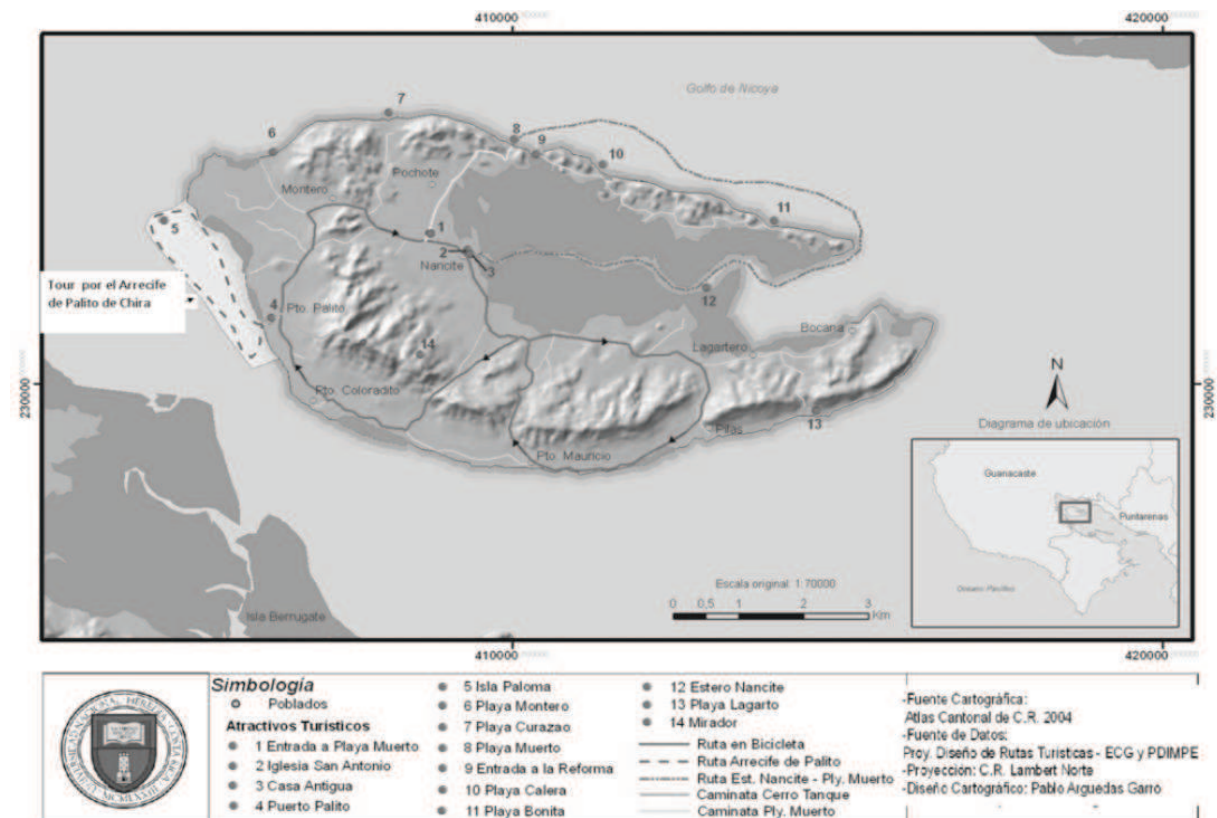 410000
420000
7
Golfo de Nicoya
8
6
9
10
Pochote
Montero
11
5
1
2
Nancite
3
Tour por el Arrecife
de Palito de Chira
12
4
Pto. Palito
Bocana
14
Lagartero
N
230000
230000
Pto. Coloradito
13
Diagrama de ubicación
Pilas
Pto. Mauricio
Guanacaste
Puntarenas
Escala original 1:70000
Océano Pacífico
0 0,5 1 2 3
Km
Isla Berrugate
410000
420000
Simbología
Poblados
Atractivos Turísticos
1 Entrada a Playa Muerto
2 Iglesia San Antonio
3 Casa Antigua
4 Puerto Palito
5 Isla Paloma
6 Playa Montero
7 Playa Curazao
8 Playa Muerto
9 Entrada a la Reforma
10 Playa Calera
11 Playa Bonita
12 Estero Nancite
13 Playa Lagarto
14 Mirador
Ruta en Bicicleta
Ruta Arrecife de Palito
Ruta Est. Nancite - Ply. Muerto
Caminata Cerro Tanque
Caminata Ply. Muerto
-Fuente Cartográfica:
Atlas Cantonal de C.R. 2004
-Fuente de Datos:
Proy. Diseño de Rutas Turísticas - ECG y PDIMPE
-Proyección: C.R. Lambert Norte
-Diseño Cartográfico: Pablo Arguedas Garro